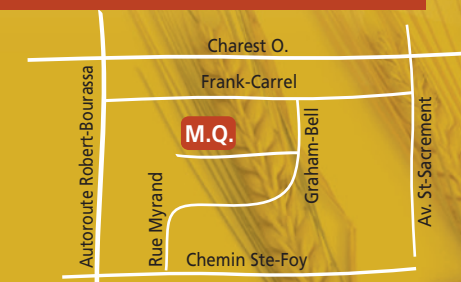 Charest O.
Frank-Carrel
M.Q.
Autoroute Robert-Bourassa
Rue Myrand
Graham-Bell
Av. St-Sacrement
Chemin Ste-Foy